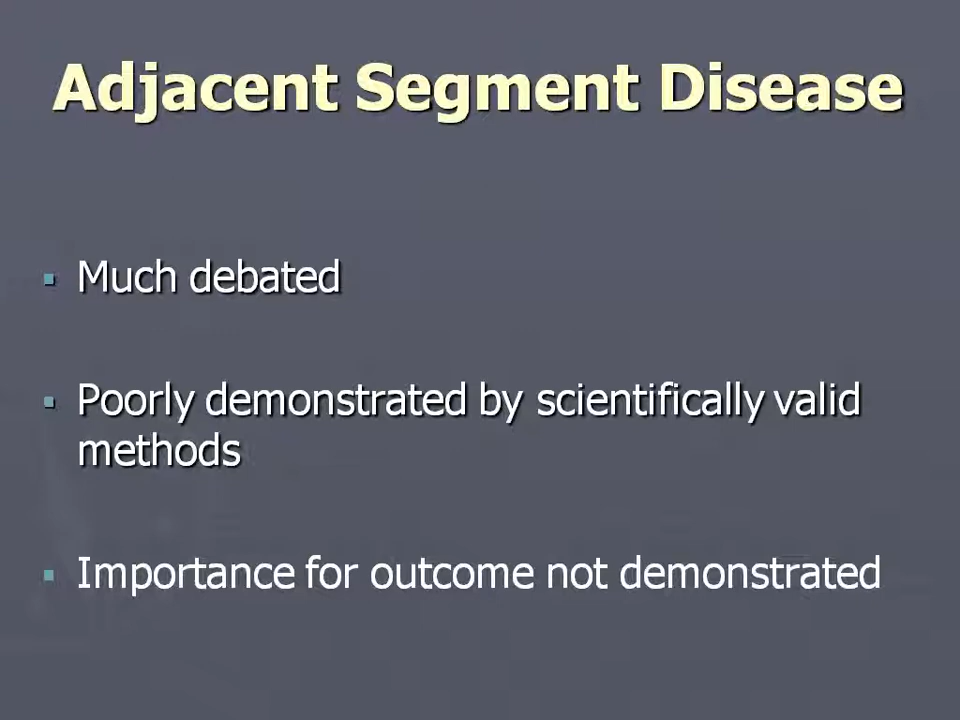 Adjacent Segment Disease
▪ Much debated
▪ Poorly demonstrated by scientifically valid
methods
▪ Importance for outcome not demonstrated